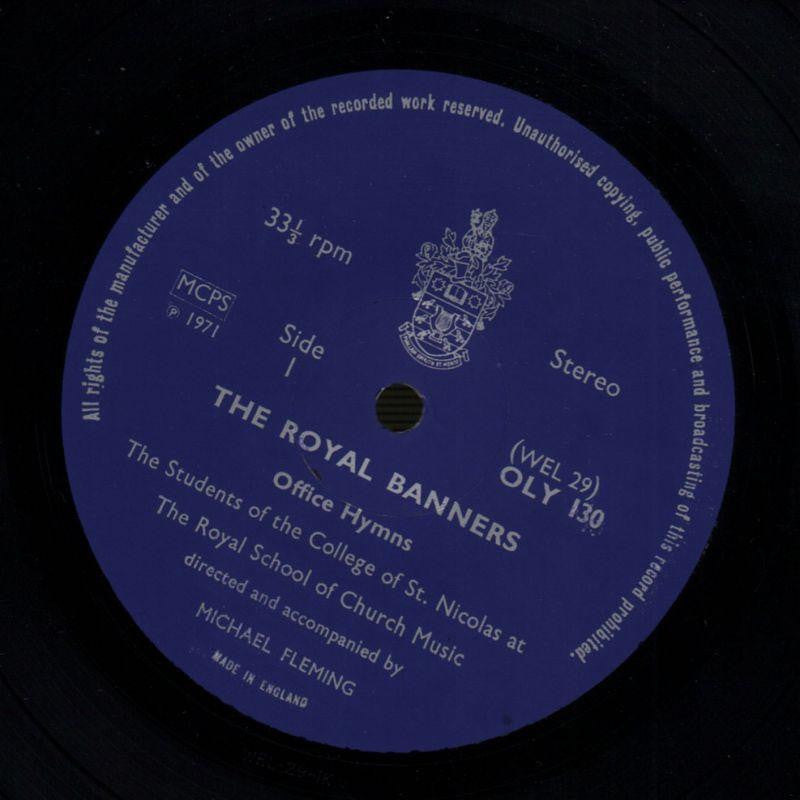 All rights of the manufacturer and of the owner of the recorded work reserved. Unauthorised copying, public performance and broadcasting of this record prohibited.
33⅓ rpm
MCPS
Ⓟ 1971
Side
1
Stereo
(WEL 29)
OLY 130
THE ROYAL BANNERS
Office Hymns
The Students of the College of St. Nicolas at
The Royal School of Church Music
directed and accompanied by
MICHAEL FLEMING
MADE IN ENGLAND